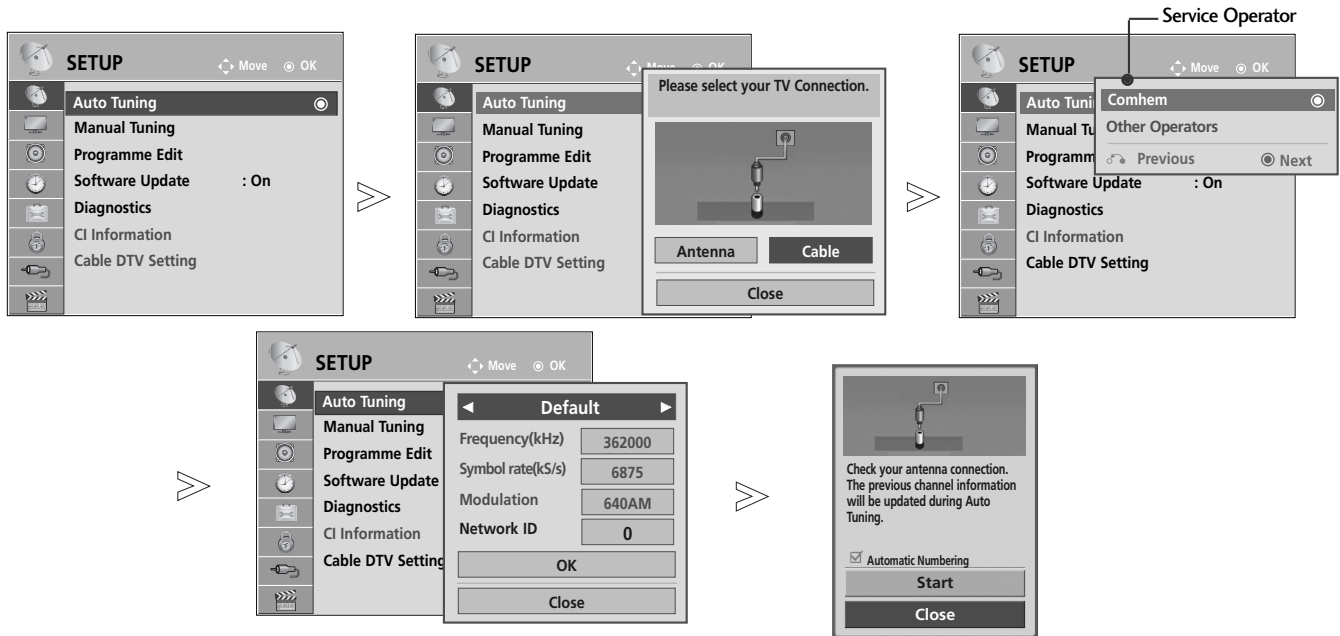 Service Operator
SETUP Move OK
Auto Tuning
Manual Tuning
Programme Edit
Software Update : On
Diagnostics
CI Information
Cable DTV Setting
SETUP Move OK
Auto Tuning
Manual Tuning
Programme Edit
Software Update
Diagnostics
CI Information
Cable DTV Setting
Please select your TV Connection.
Antenna Cable
Close
SETUP Move OK
Auto Tuni
Manual Tu
Programm
Software Update : On
Diagnostics
CI Information
Cable DTV Setting
Comhem
Other Operators
Previous Next
SETUP Move OK
Auto Tuning
Manual Tuning
Programme Edit
Software Update
Diagnostics
CI Information
Cable DTV Setting
Default
Frequency(kHz) 362000
Symbol rate(kS/s) 6875
Modulation 640AM
Network ID 0
OK
Close
Check your antenna connection.
The previous channel information
will be updated during Auto
Tuning.
Automatic Numbering
Start
Close